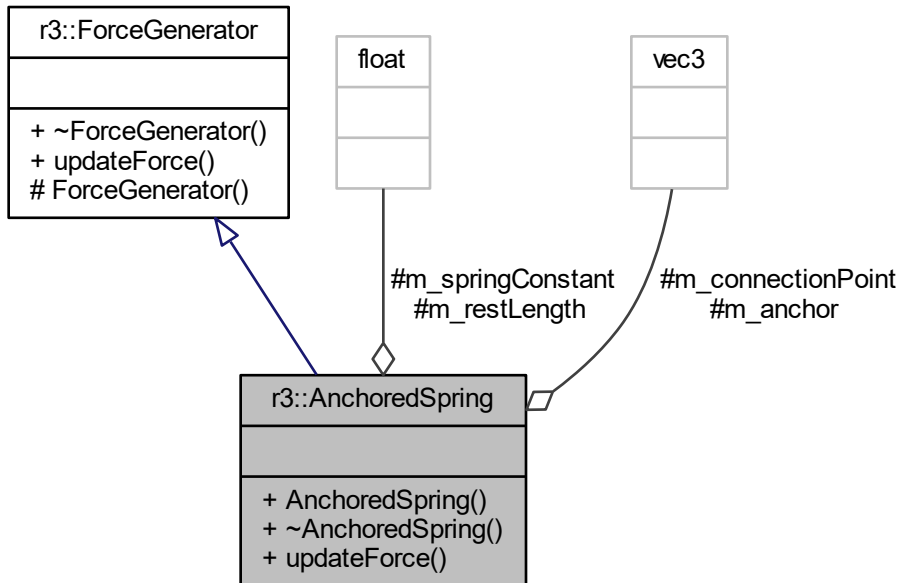 r3::ForceGenerator
+ ~ForceGenerator()
+ updateForce()
# ForceGenerator()
float
vec3
#m_springConstant
#m_restLength
#m_connectionPoint
#m_anchor
r3::AnchoredSpring
+ AnchoredSpring()
+ ~AnchoredSpring()
+ updateForce()